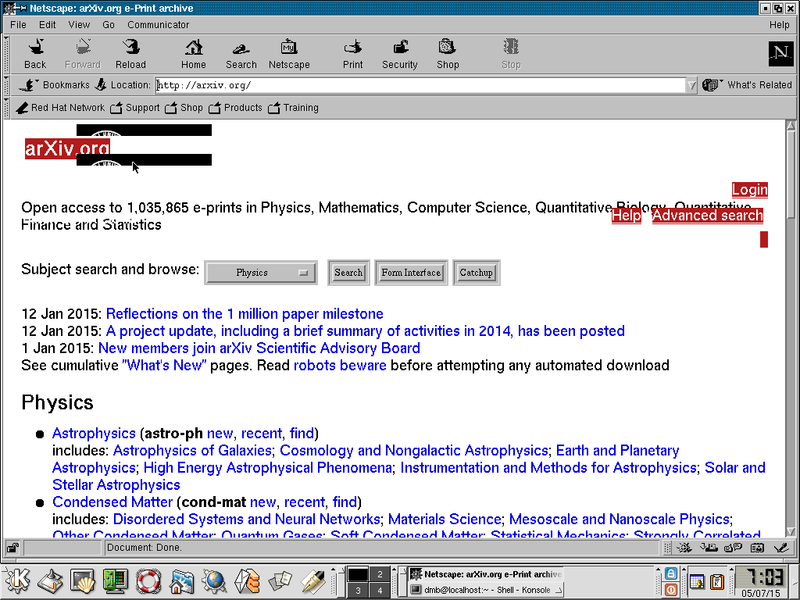 Netscape: arXiv.org e-Print archive
File Edit View Go Communicator Help
Back Forward Reload Home Search Netscape Print Security Shop Stop
My
N
Bookmarks Location: http://arxiv.org/ What's Related
Red Hat Network Support Shop Products Training
arXiv.org
Login
Open access to 1,035,865 e-prints in Physics, Mathematics, Computer Science, Quantitative Biology, Quantitative
Help Advanced search
Finance and Statistics
Subject search and browse: Physics Search Form Interface Catchup
12 Jan 2015: Reflections on the 1 million paper milestone
12 Jan 2015: A project update, including a brief summary of activities in 2014, has been posted
1 Jan 2015: New members join arXiv Scientific Advisory Board
See cumulative "What's New" pages. Read robots beware before attempting any automated download
Physics
Astrophysics (astro-ph new, recent, find)
includes: Astrophysics of Galaxies; Cosmology and Nongalactic Astrophysics; Earth and Planetary
Astrophysics; High Energy Astrophysical Phenomena; Instrumentation and Methods for Astrophysics; Solar and
Stellar Astrophysics
Condensed Matter (cond-mat new, recent, find)
includes: Disordered Systems and Neural Networks; Materials Science; Mesoscale and Nanoscale Physics;
Other Condensed Matter; Quantum Gases; Soft Condensed Matter; Statistical Mechanics; Strongly Correlated
Document: Done.
1 2 Netscape: arXiv.org e-Print archive
3 4 dmb@localhost:~ - Shell - Konsole
7:03
05/07/15